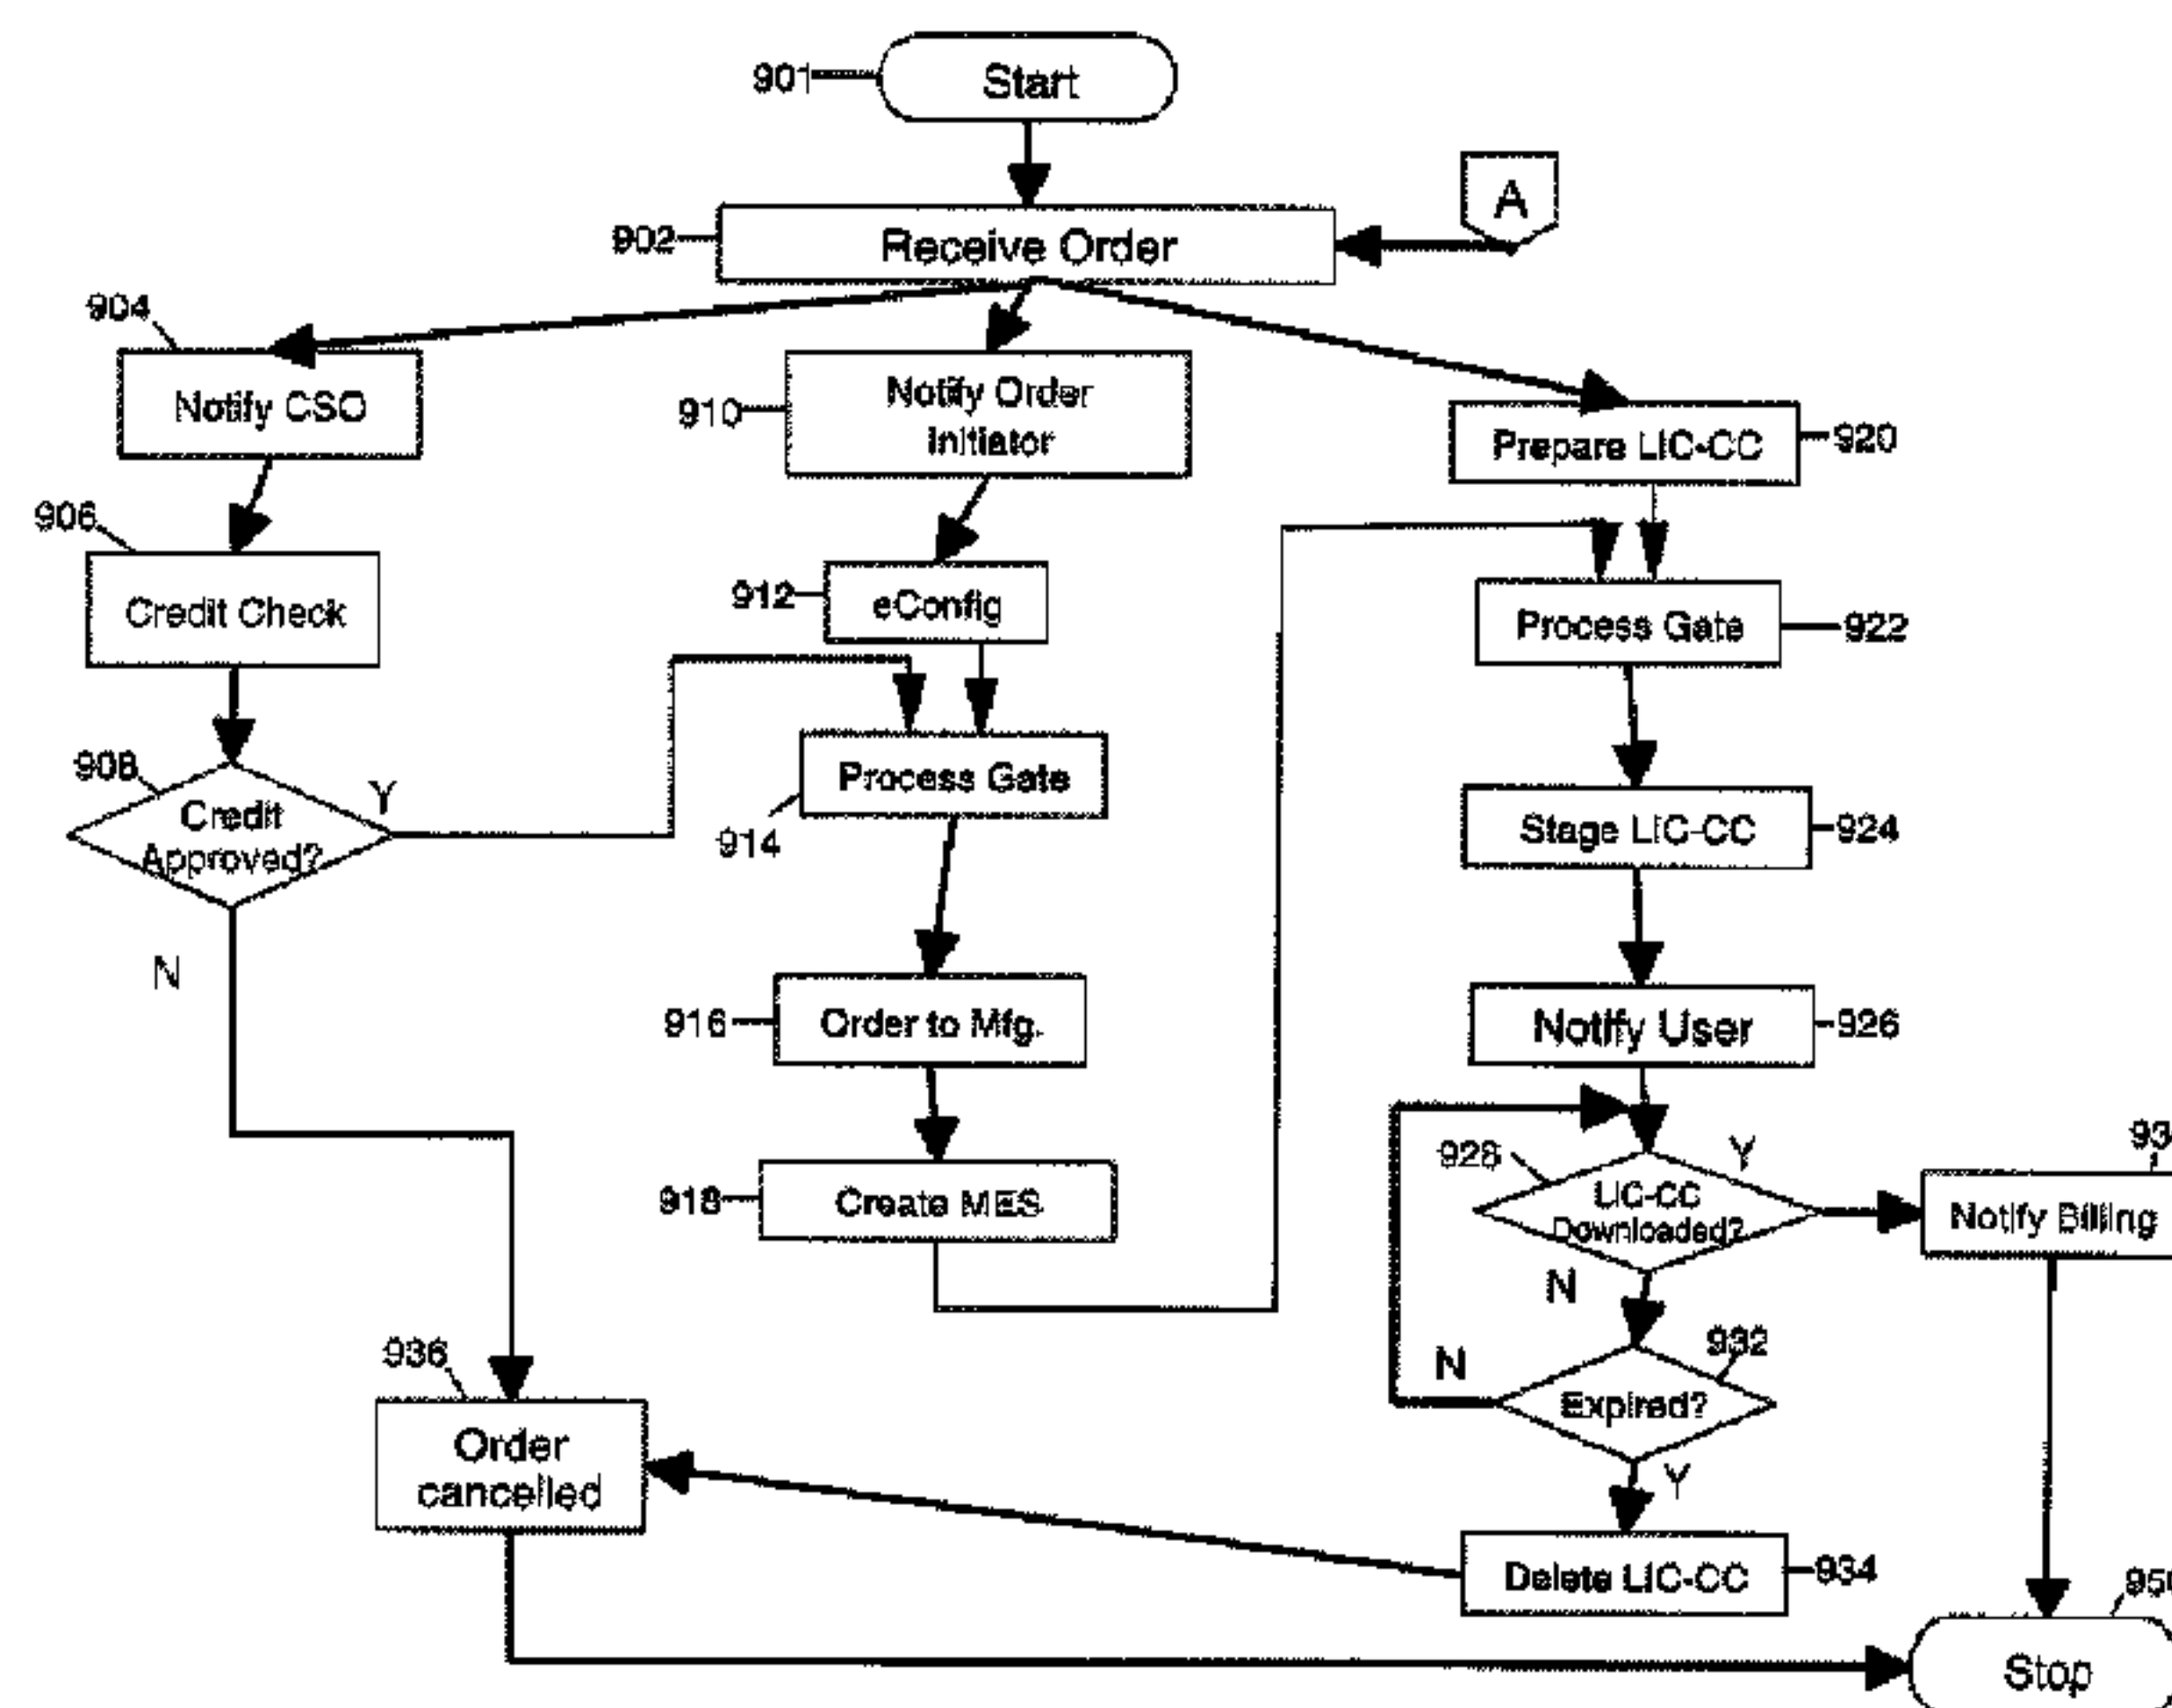 901
Start
A
902
Receive Order
904
Notify CSO
910
Notify Order
Initiator
Prepare LIC-CC
920
906
Credit Check
912
eConfig
Process Gate
922
908
Credit
Approved?
Y
N
Process Gate
914
Stage LIC-CC
924
916
Order to Mfg.
Notify User
926
918
Create MES
928
LIC-CC
Downloaded?
Y
N
93
Notify Billing
932
Expired?
N
Y
936
Order
cancelled
Delete LIC-CC
934
95
Stop